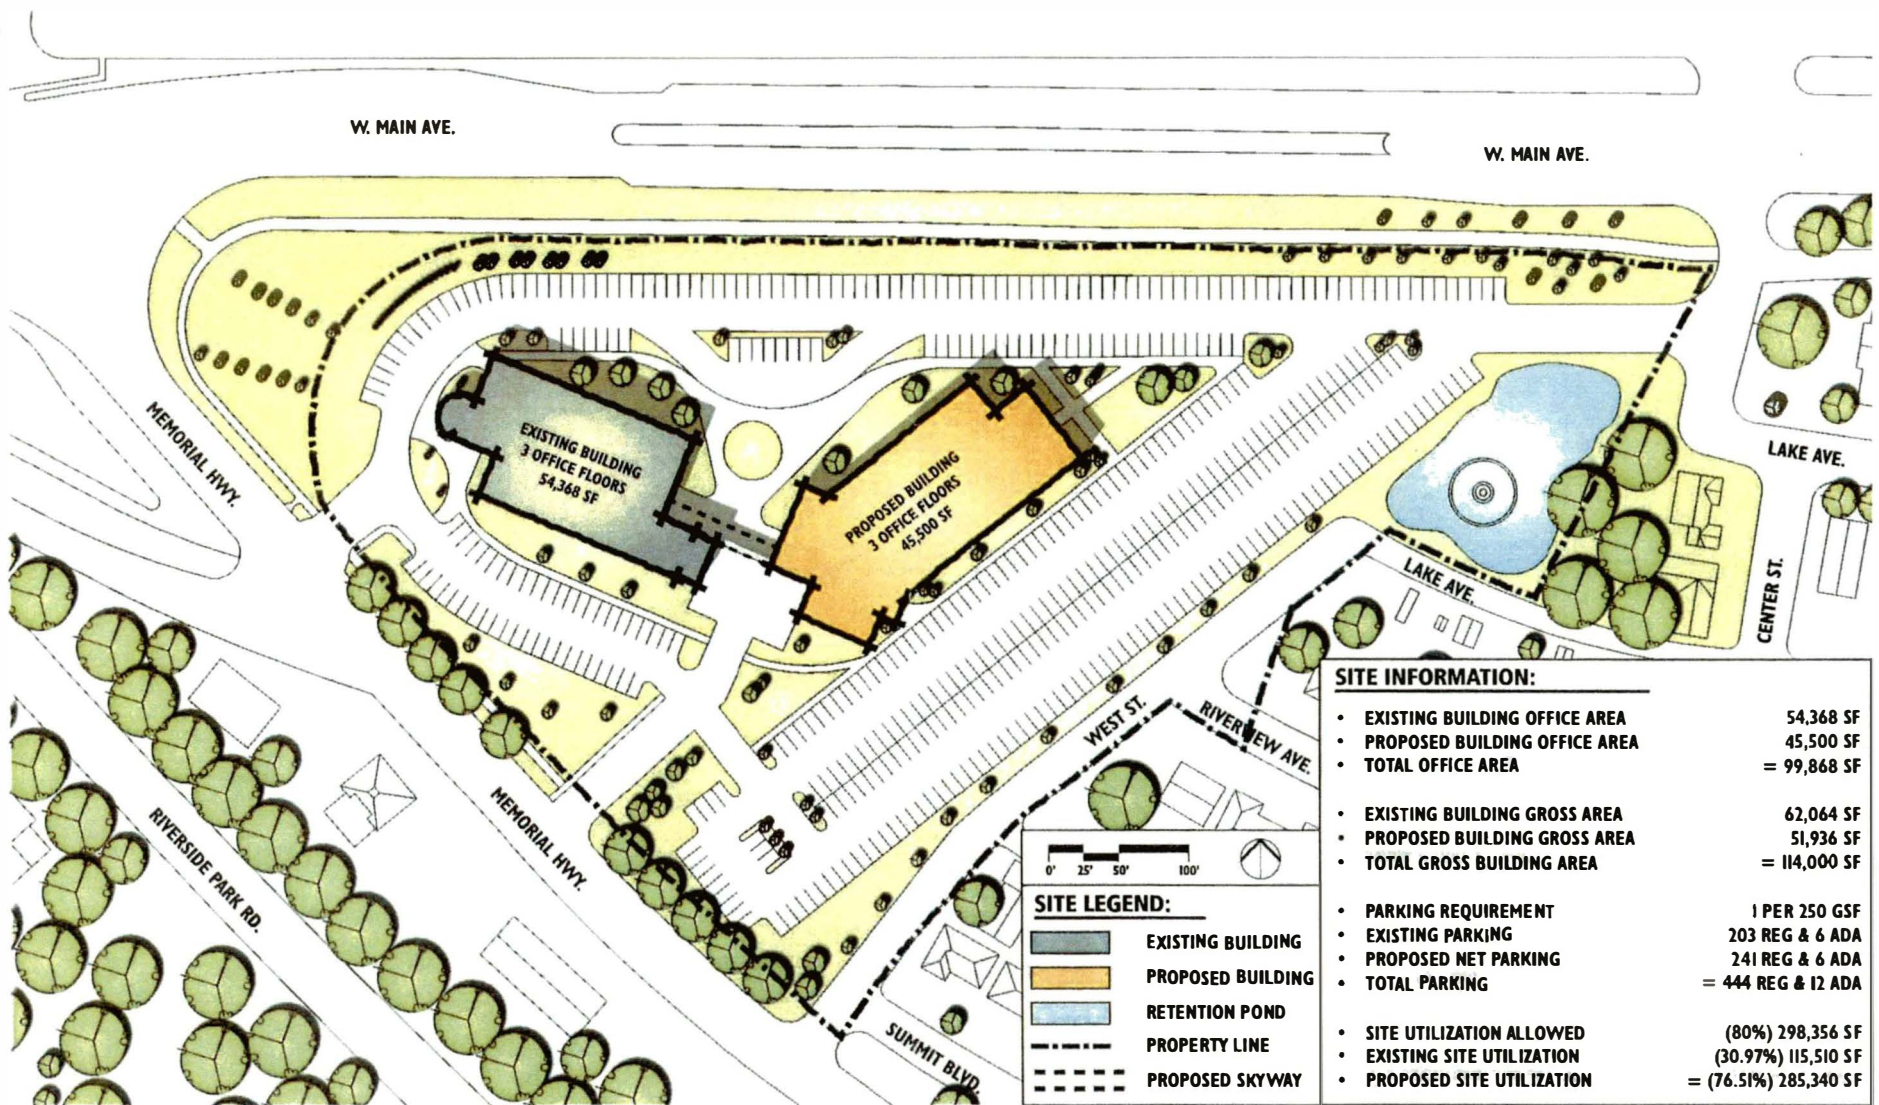 W. MAIN AVE.
W. MAIN AVE.
MEMORIAL HWY.
EXISTING BUILDING
3 OFFICE FLOORS
54,368 SF
PROPOSED BUILDING
3 OFFICE FLOORS
45,500 SF
LAKE AVE.
LAKE AVE.
CENTER ST.
WEST ST.
RIVERVIEW AVE.
MEMORIAL HWY.
RIVERSIDE PARK RD.
SUMMIT BLVD.
0' 25' 50' 100'
SITE LEGEND:
EXISTING BUILDING
PROPOSED BUILDING
RETENTION POND
PROPERTY LINE
PROPOSED SKYWAY
SITE INFORMATION:
• EXISTING BUILDING OFFICE AREA 54,368 SF
• PROPOSED BUILDING OFFICE AREA 45,500 SF
• TOTAL OFFICE AREA = 99,868 SF
• EXISTING BUILDING GROSS AREA 62,064 SF
• PROPOSED BUILDING GROSS AREA 51,936 SF
• TOTAL GROSS BUILDING AREA = 114,000 SF
• PARKING REQUIREMENT 1 PER 250 GSF
• EXISTING PARKING 203 REG & 6 ADA
• PROPOSED NET PARKING 241 REG & 6 ADA
• TOTAL PARKING = 444 REG & 12 ADA
• SITE UTILIZATION ALLOWED (80%) 298,356 SF
• EXISTING SITE UTILIZATION (30.97%) 115,510 SF
• PROPOSED SITE UTILIZATION = (76.51%) 285,340 SF